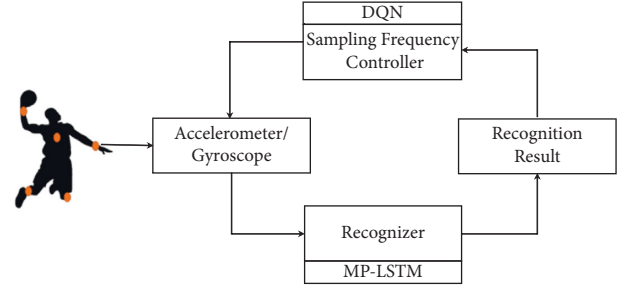 DQN
Sampling Frequency
Controller
Accelerometer/
Gyroscope
Recognition
Result
Recognizer
MP-LSTM